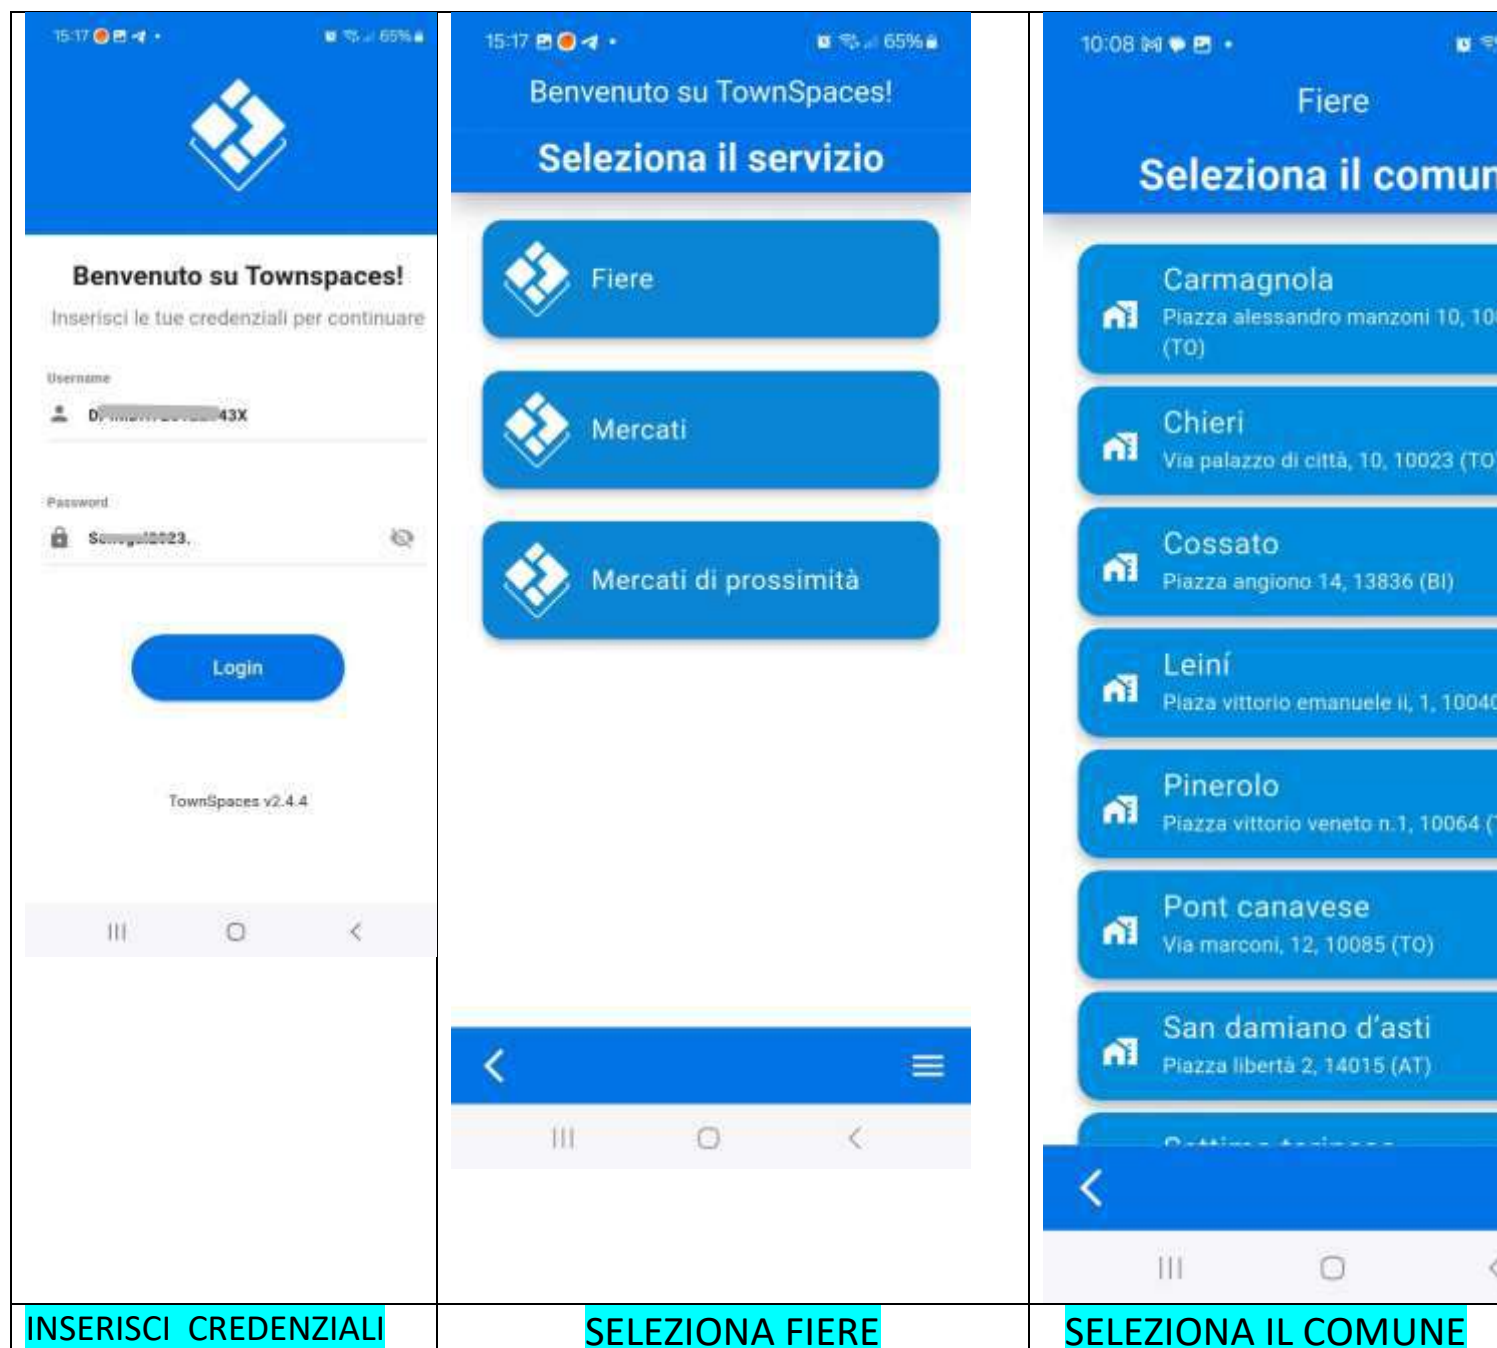 15:17
65%
Benvenuto su Townspaces!
Inserisci le tue credenziali per continuare
Username
43X
Password
Login
TownSpaces v2.4.4
INSERISCI CREDENZIALI
15:17
65%
Benvenuto su TownSpaces!
Seleziona il servizio
Fiere
Mercati
Mercati di prossimità
SELEZIONA FIERE
10:08
Fiere
Seleziona il comun
Carmagnola
Piazza alessandro manzoni 10, 100
(TO)
Chieri
Via palazzo di città, 10, 10023 (TO
Cossato
Piazza angiono 14, 13836 (BI)
Leiní
Piaza vittorio emanuele ii, 1, 10040
Pinerolo
Piazza vittorio veneto n.1, 10064 (T
Pont canavese
Via marconi, 12, 10085 (TO)
San damiano d'asti
Piazza libertà 2, 14015 (AT)
SELEZIONA IL COMUNE